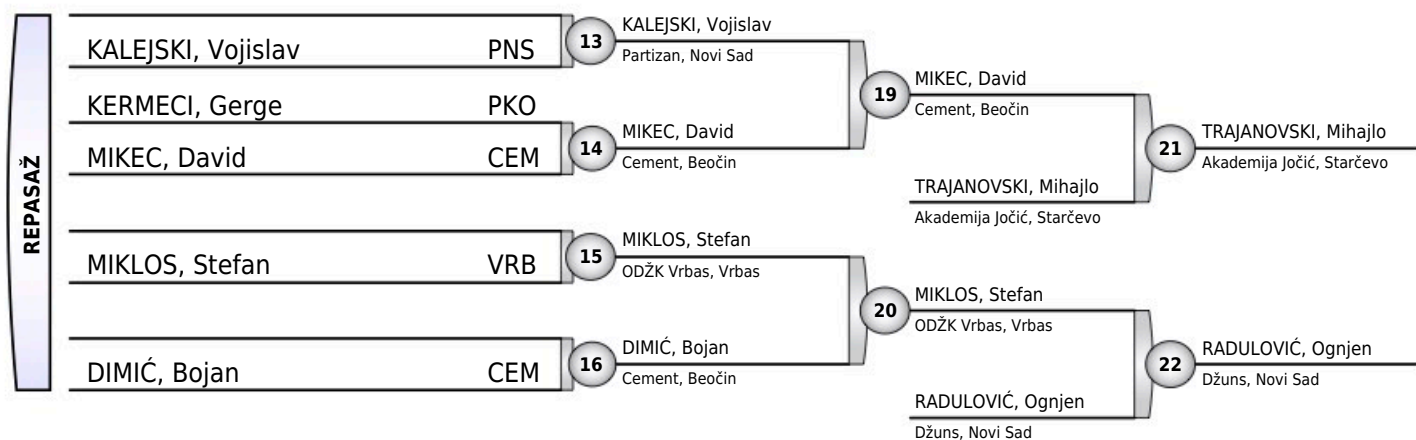 REPASAŽ
KALEJSKI, Vojislav PNS
KERMECI, Gerge PKO
MIKEC, David CEM
MIKLOS, Stefan VRB
DIMIĆ, Bojan CEM
13
KALEJSKI, Vojislav
Partizan, Novi Sad
14
MIKEC, David
Cement, Beočin
15
MIKLOS, Stefan
ODŽK Vrbas, Vrbas
16
DIMIĆ, Bojan
Cement, Beočin
19
MIKEC, David
Cement, Beočin
TRAJANOVSKI, Mihajlo
Akademija Jočić, Starčevo
20
MIKLOS, Stefan
ODŽK Vrbas, Vrbas
RADULOVIĆ, Ognjen
Džuns, Novi Sad
21
TRAJANOVSKI, Mihajlo
Akademija Jočić, Starčevo
22
RADULOVIĆ, Ognjen
Džuns, Novi Sad